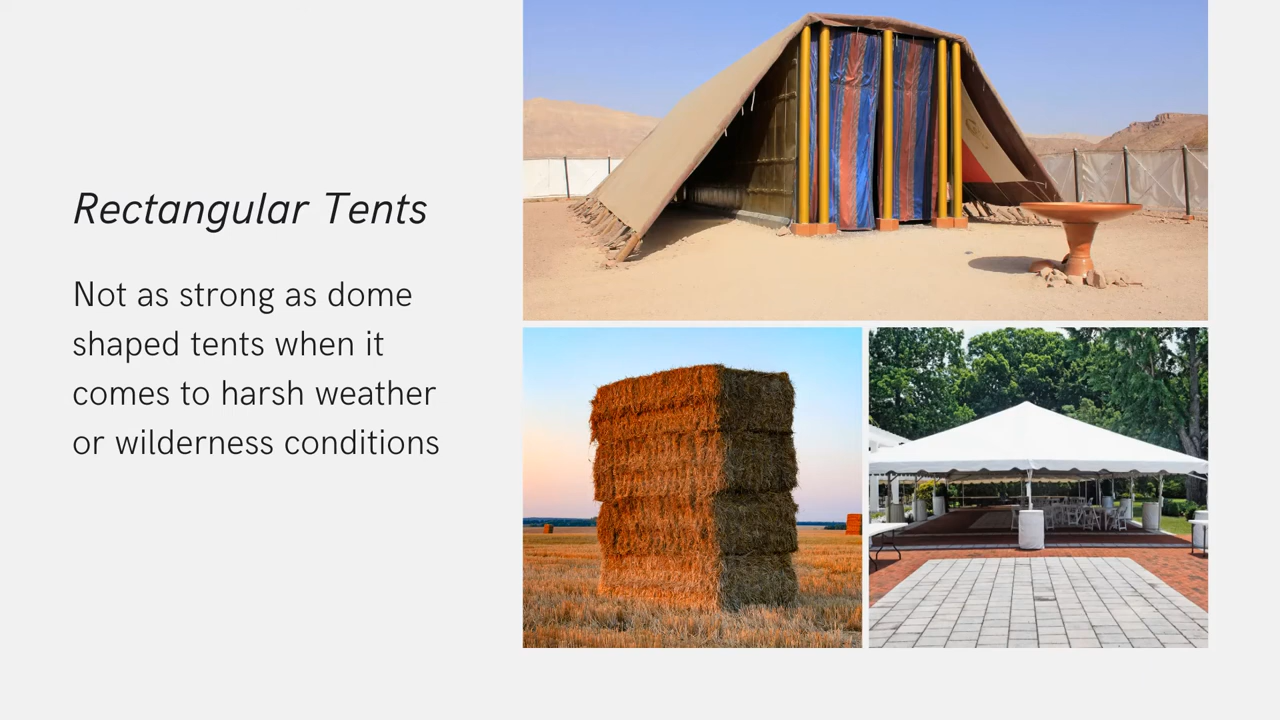 Rectangular Tents
Not as strong as dome
shaped tents when it
comes to harsh weather
or wilderness conditions